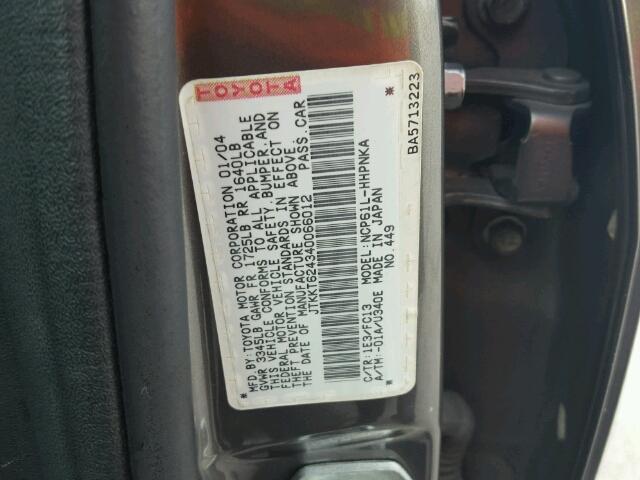 TOYOTA
MFD.BY:TOYOTA MOTOR CORPORATION 01/04
GVWR 3345LB GAWR FR 1725LB RR 1640LB
THIS VEHICLE CONFORMS TO ALL APPLICABLE
FEDERAL MOTOR VEHICLE SAFETY, BUMPER,AND
THEFT PREVENTION STANDARDS IN EFFECT ON
THE DATE OF MANUFACTURE SHOWN ABOVE.
JTKKT624340066012 PASS.CAR
* *
C/TR:1E3/FC13 MODEL:NCP61L-HHPNKA
A/TM:-01A/U340E MADE IN JAPAN
NO.449
BA5713223